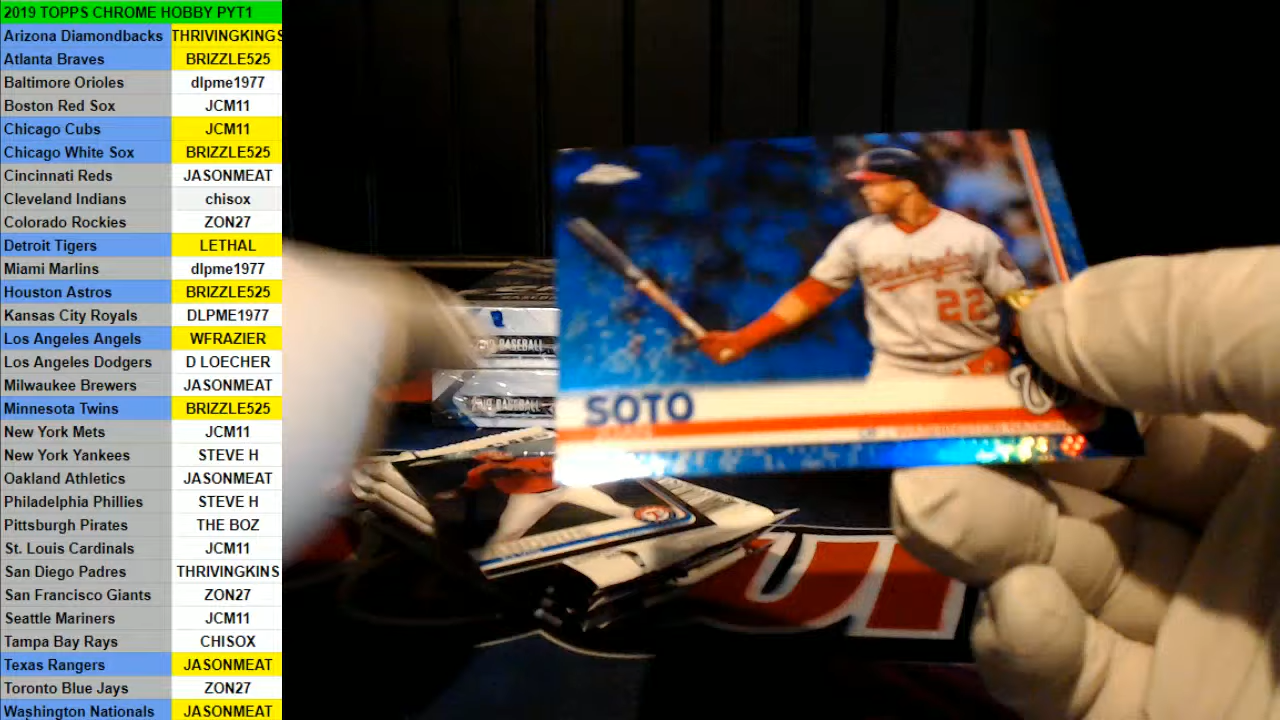 2019 TOPPS CHROME HOBBY PYT1
Arizona Diamondbacks THRIVINGKINGS
Atlanta Braves BRIZZLE525
Baltimore Orioles dlpme1977
Boston Red Sox JCM11
Chicago Cubs JCM11
Chicago White Sox BRIZZLE525
Cincinnati Reds JASONMEAT
Cleveland Indians chisox
Colorado Rockies ZON27
Detroit Tigers LETHAL
Miami Marlins dlpme1977
Houston Astros BRIZZLE525
Kansas City Royals DLPME1977
Los Angeles Angels WFRAZIER
Los Angeles Dodgers D LOECHER
Milwaukee Brewers JASONMEAT
Minnesota Twins BRIZZLE525
New York Mets JCM11
New York Yankees STEVE H
Oakland Athletics JASONMEAT
Philadelphia Phillies STEVE H
Pittsburgh Pirates THE BOZ
St. Louis Cardinals JCM11
San Diego Padres THRIVINGKINS
San Francisco Giants ZON27
Seattle Mariners JCM11
Tampa Bay Rays CHISOX
Texas Rangers JASONMEAT
Toronto Blue Jays ZON27
Washington Nationals JASONMEAT
Washington
22
SOTO
BASEBALL
2019 BASEBALL